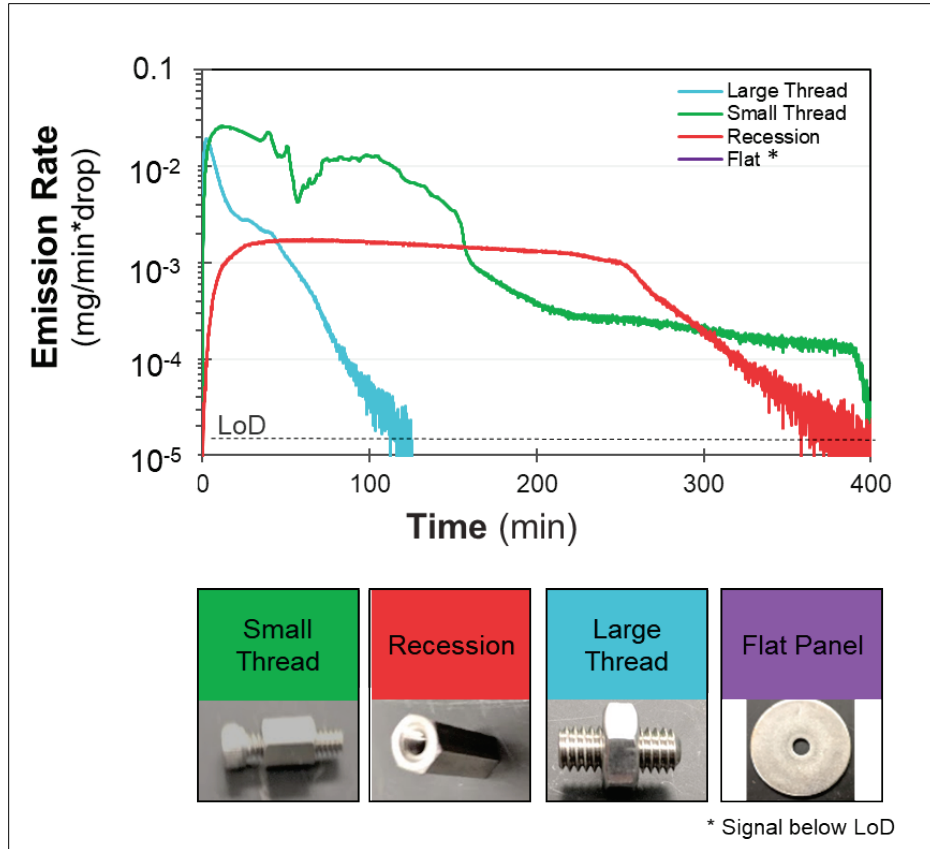 Emission Rate
(mg/min*drop)
0.1
10-2
10-3
10-4
10-5
Large Thread
Small Thread
Recession
Flat *
LoD
0
100
200
300
400
Time (min)
Small
Thread
Recession
Large
Thread
Flat Panel
* Signal below LoD